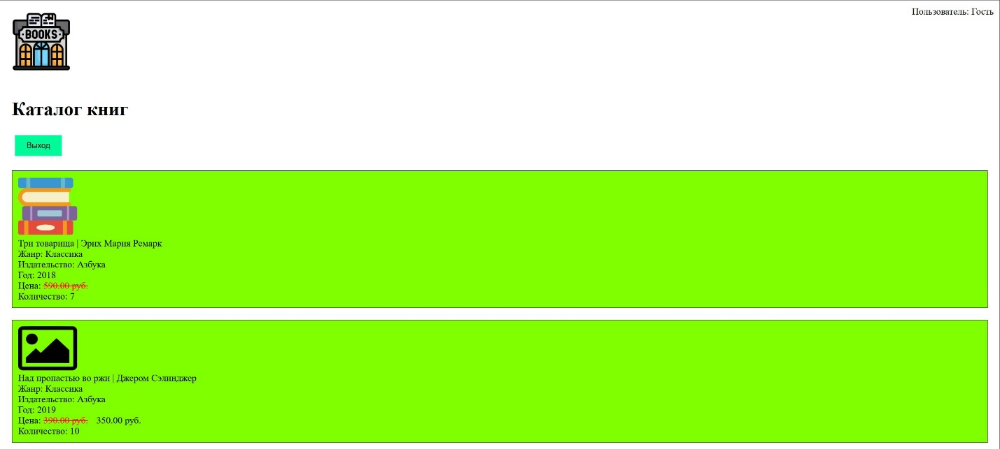 Пользователь: Гость
BOOKS
Каталог книг
Выход
Три товарища | Эрих Мария Ремарк
Жанр: Классика
Издательство: Азбука
Год: 2018
Цена: 590.00 руб.
Количество: 7
Над пропастью во ржи | Джером Сэлинджер
Жанр: Классика
Издательство: Азбука
Год: 2019
Цена: 390.00 руб. 350.00 руб.
Количество: 10